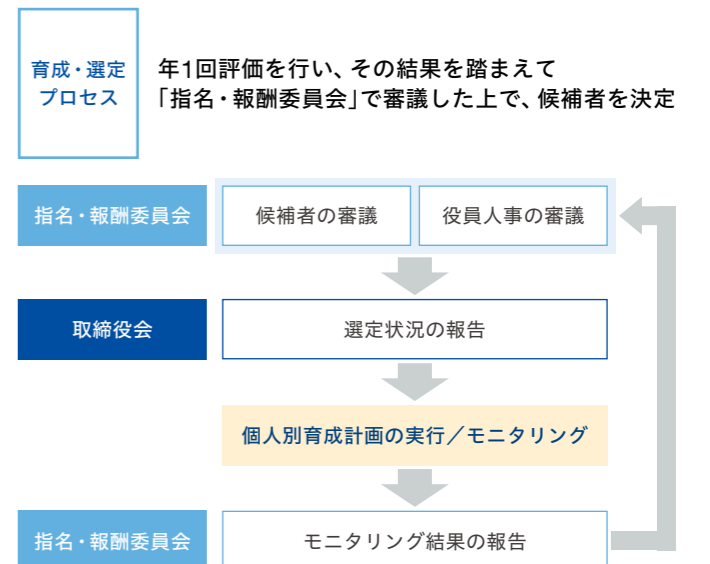 育成・選定
プロセス
年1回評価を行い、その結果を踏まえて
「指名・報酬委員会」で審議した上で、候補者を決定
指名・報酬委員会
候補者の審議
役員人事の審議
取締役会
選定状況の報告
個人別育成計画の実行／モニタリング
指名・報酬委員会
モニタリング結果の報告